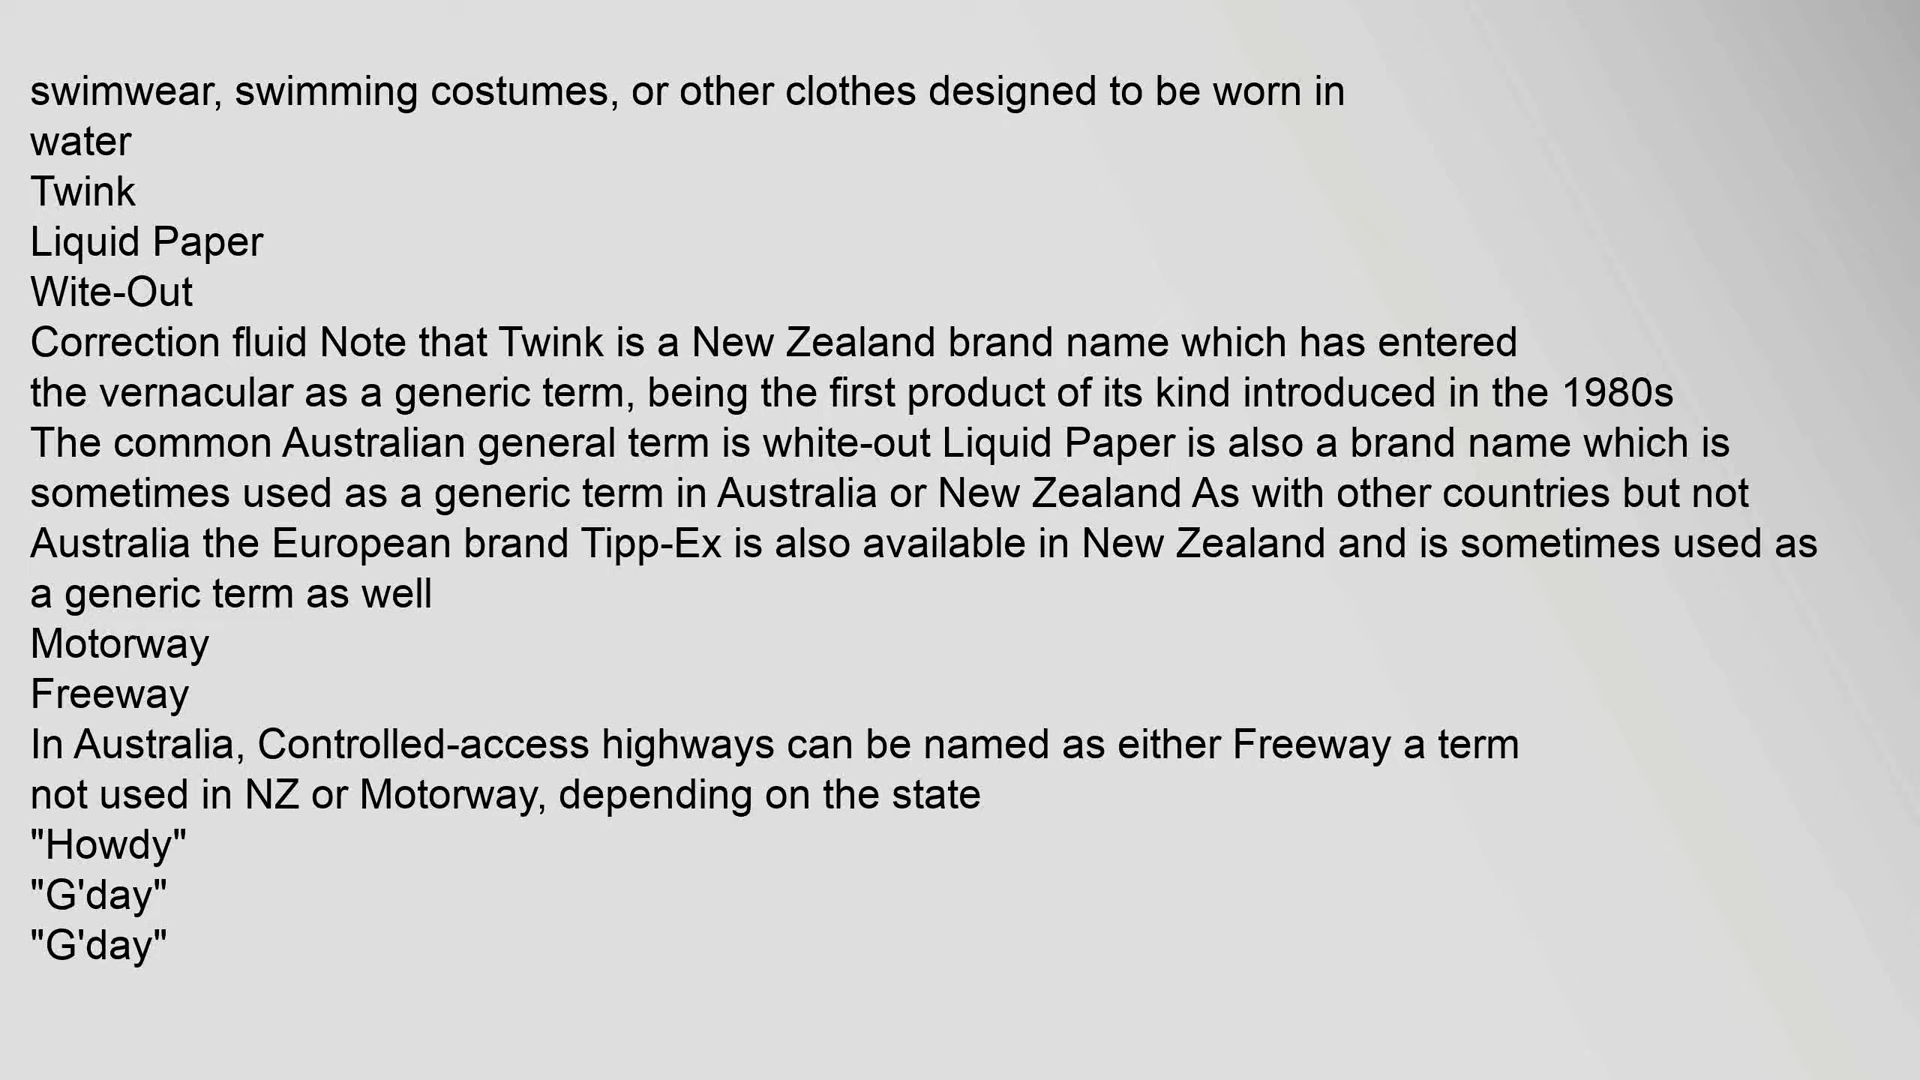 swimwear, swimming costumes, or other clothes designed to be worn in
water
Twink
Liquid Paper
Wite-Out
Correction fluid Note that Twink is a New Zealand brand name which has entered
the vernacular as a generic term, being the first product of its kind introduced in the 1980s
The common Australian general term is white-out Liquid Paper is also a brand name which is
sometimes used as a generic term in Australia or New Zealand As with other countries but not
Australia the European brand Tipp-Ex is also available in New Zealand and is sometimes used as
a generic term as well
Motorway
Freeway
In Australia, Controlled-access highways can be named as either Freeway a term
not used in NZ or Motorway, depending on the state
"Howdy"
"G'day"
"G'day"